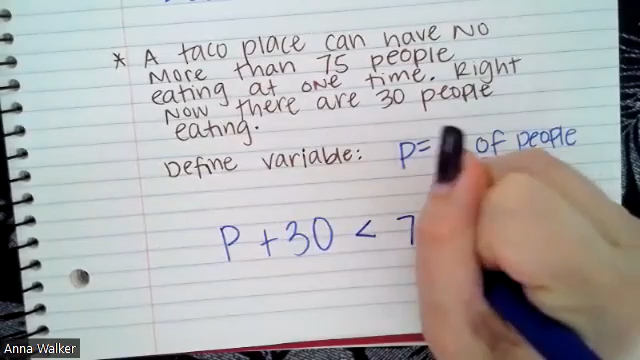 * A taco place can have No
More than 75 people
eating at one time. Right
Now there are 30 people
eating.
Define variable: p= of people
p + 30 < 7
Anna Walker